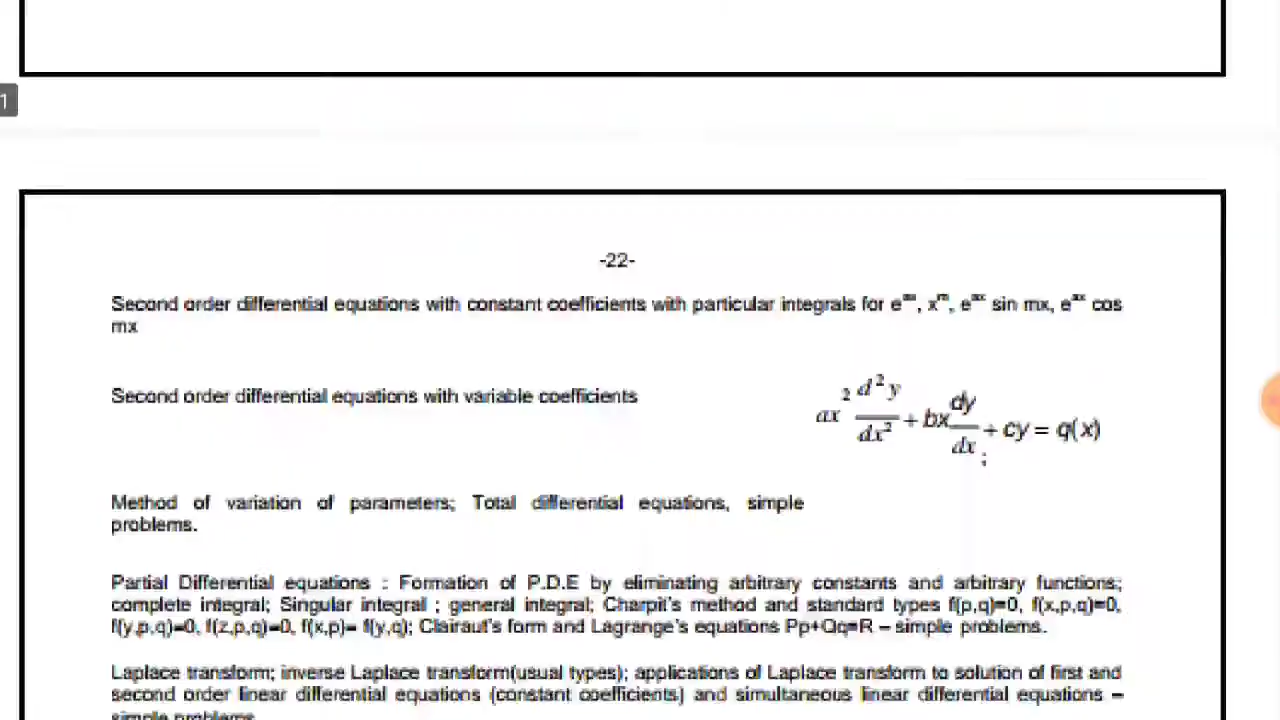 1
-22-
Second order differential equations with constant coefficients with particular integrals for e^ax, x^m, e^ax sin mx, e^ax cos
mx
Second order differential equations with variable coefficients ax^2 d^2y/dx^2 + bx dy/dx + cy = q(x) ;
Method of variation of parameters; Total differential equations, simple
problems.
Partial Differential equations : Formation of P.D.E by eliminating arbitrary constants and arbitrary functions;
complete integral; Singular integral ; general integral; Charpit's method and standard types f(p,q)=0, f(x,p,q)=0,
f(y,p,q)=0, f(z,p,q)=0, f(x,p)= f(y,q); Clairaut's form and Lagrange's equations Pp+Qq=R – simple problems.
Laplace transform; inverse Laplace transform(usual types); applications of Laplace transform to solution of first and
second order linear differential equations (constant coefficients) and simultaneous linear differential equations –
simple problems.